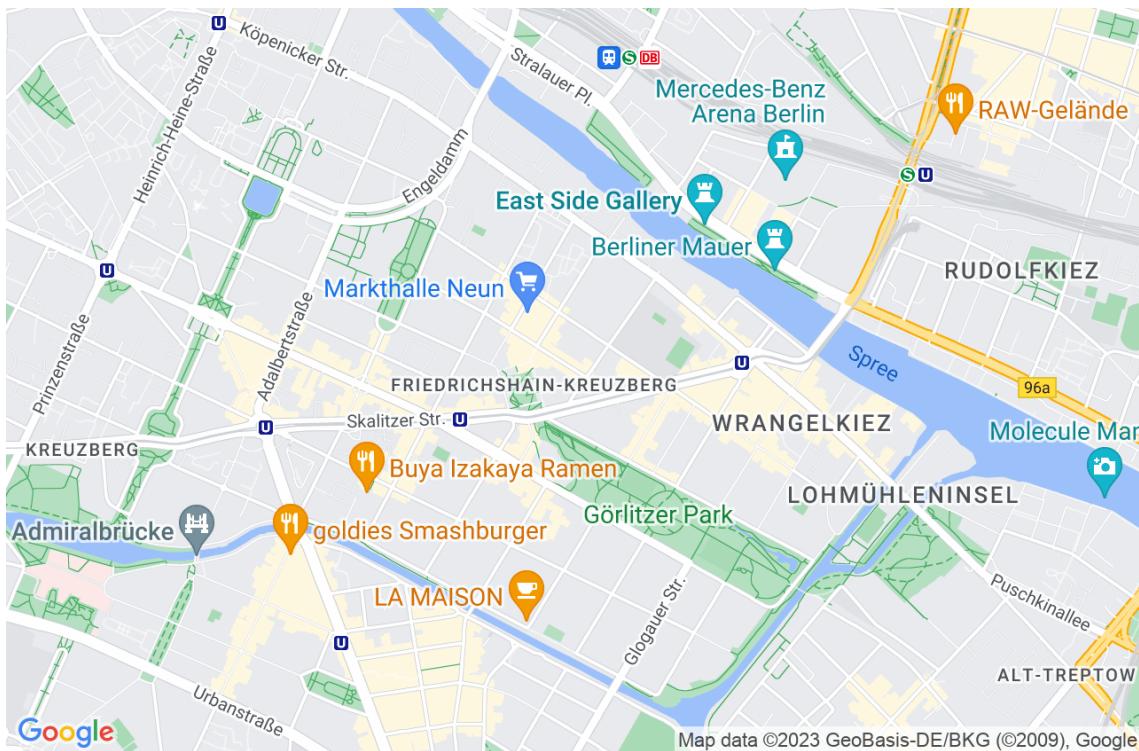 Köpenicker Str.
Heinrich-Heine-Straße
Stralauer Pl.
S
DB
Mercedes-Benz
Arena Berlin
RAW-Gelände
Engeldamm
S
U
East Side Gallery
Berliner Mauer
RUDOLFKIEZ
U
Markthalle Neun
Prinzenstraße
Adalbertstraße
Spree
U
FRIEDRICHSHAIN-KREUZBERG
96a
Skalitzer Str.
U
U
WRANGELKIEZ
KREUZBERG
Molecule Mar
Buya Izakaya Ramen
LOHMÜHLENINSEL
Görlitzer Park
Admiralbrücke
goldies Smashburger
LA MAISON
Glogauer Str.
Puschkinallee
U
ALT-TREPTOW
Urbanstraße
Google
Map data ©2023 GeoBasis-DE/BKG (©2009), Google